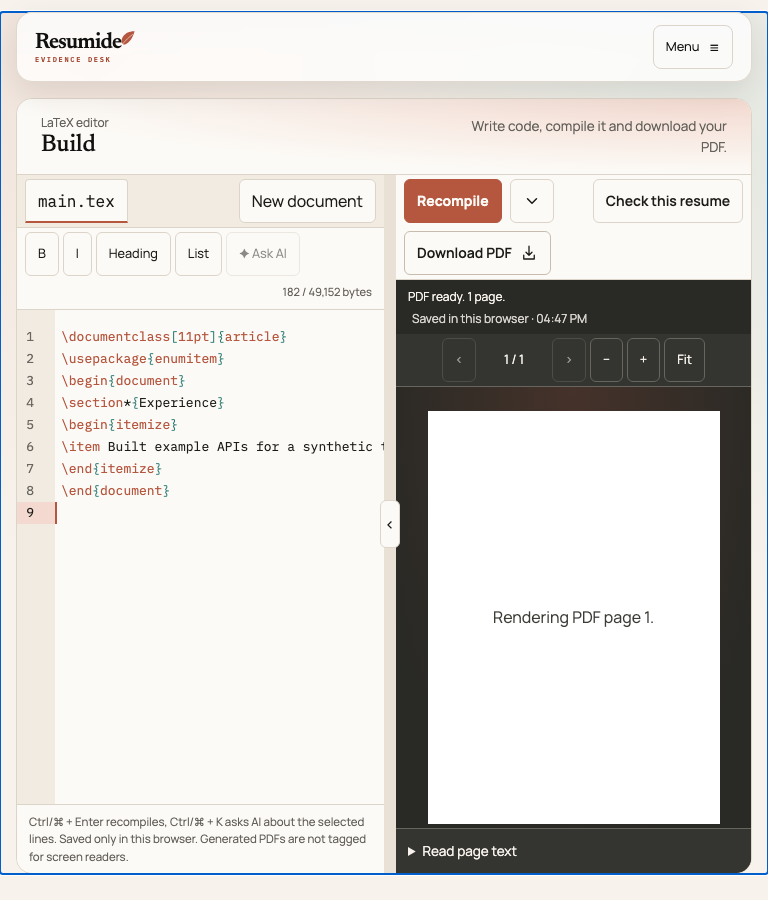 Resumide
EVIDENCE DESK
Menu ≡
LaTeX editor
Build
Write code, compile it and download your
PDF.
main.tex
New document
B
I
Heading
List
✦ Ask AI
182 / 49,152 bytes
1 \documentclass[11pt]{article}
2 \usepackage{enumitem}
3 \begin{document}
4 \section*{Experience}
5 \begin{itemize}
6 \item Built example APIs for a synthetic
7 \end{itemize}
8 \end{document}
9
Ctrl/⌘ + Enter recompiles, Ctrl/⌘ + K asks AI about the selected
lines. Saved only in this browser. Generated PDFs are not tagged
for screen readers.
Recompile
Check this resume
Download PDF
PDF ready. 1 page.
Saved in this browser · 04:47 PM
‹
1 / 1
›
−
+
Fit
Rendering PDF page 1.
▶ Read page text